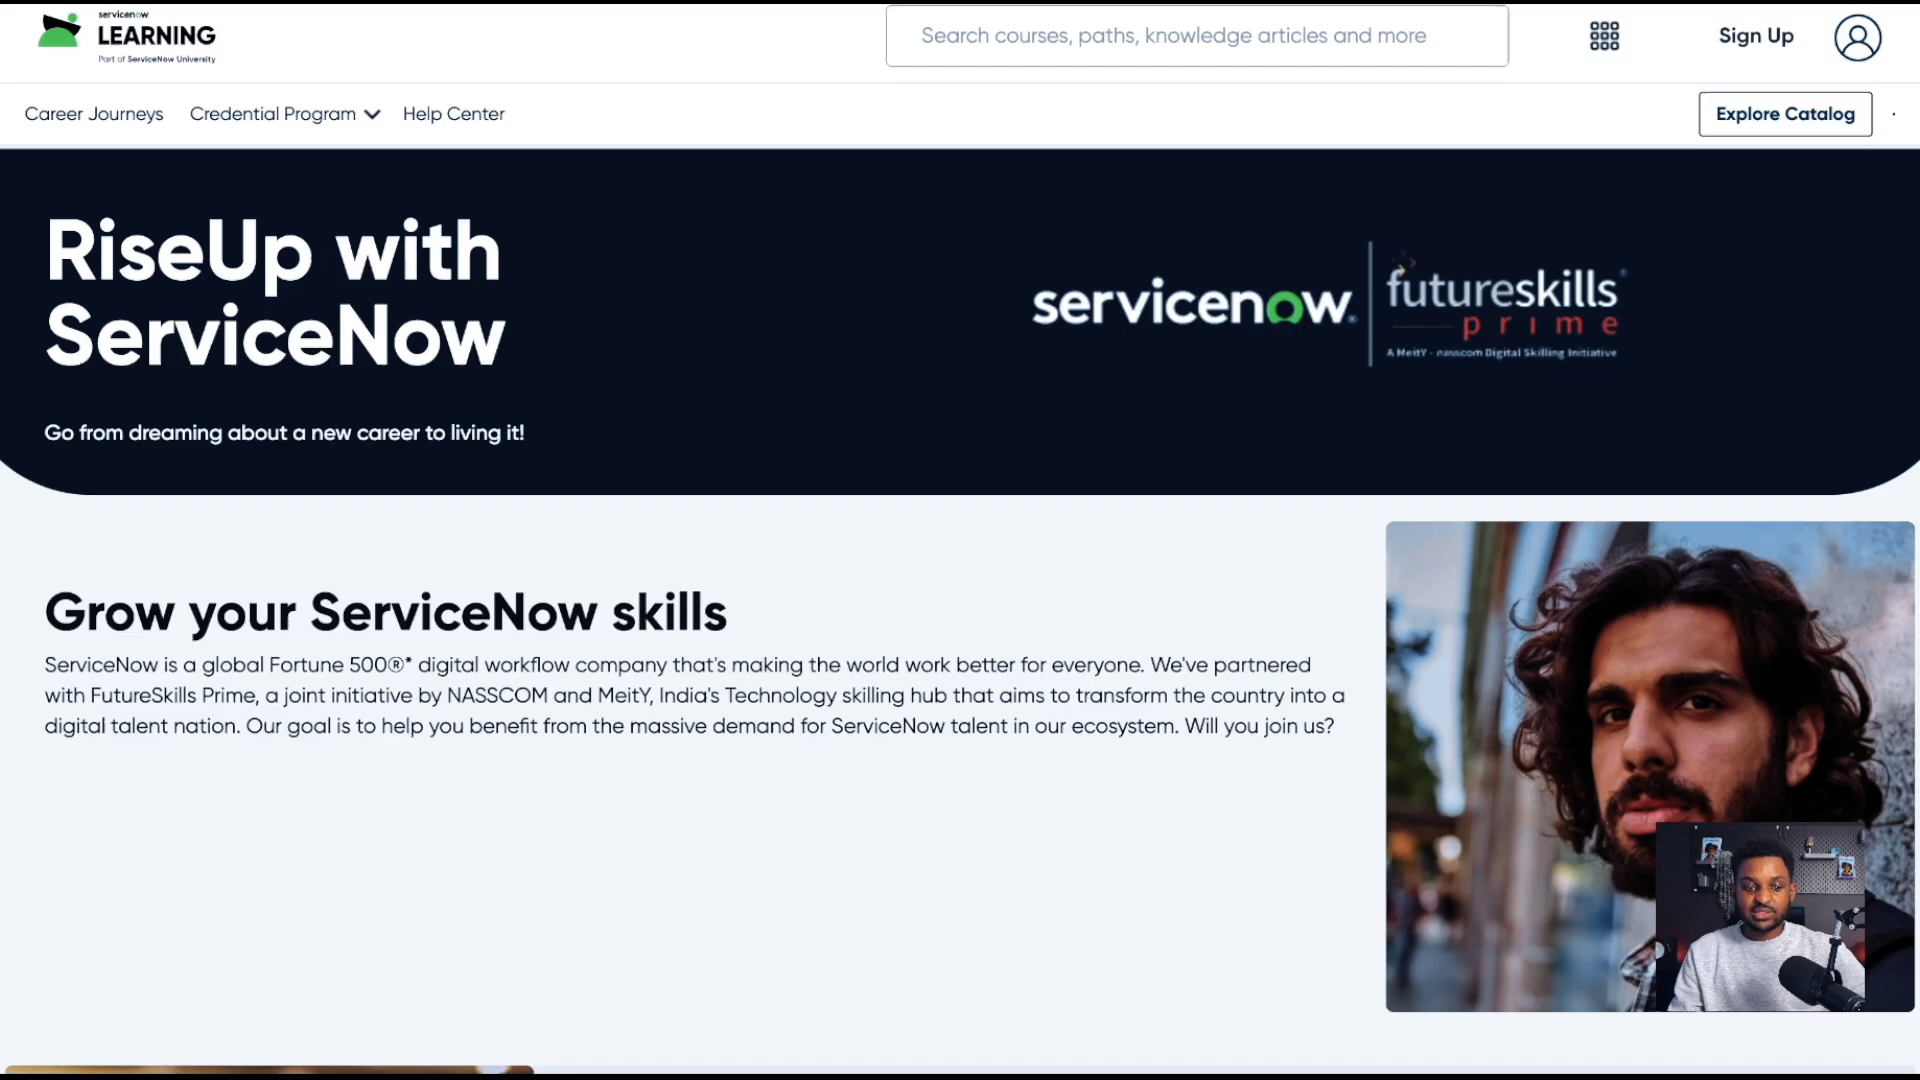 servicenow
LEARNING
Part of ServiceNow University
Search courses, paths, knowledge articles and more
Sign Up
Career Journeys
Credential Program
Help Center
Explore Catalog
RiseUp with
ServiceNow
Go from dreaming about a new career to living it!
servicenow®
futureskills®
prime
A MeitY - nasscom Digital Skilling Initiative
Grow your ServiceNow skills
ServiceNow is a global Fortune 500®* digital workflow company that's making the world work better for everyone. We've partnered
with FutureSkills Prime, a joint initiative by NASSCOM and MeitY, India's Technology skilling hub that aims to transform the country into a
digital talent nation. Our goal is to help you benefit from the massive demand for ServiceNow talent in our ecosystem. Will you join us?